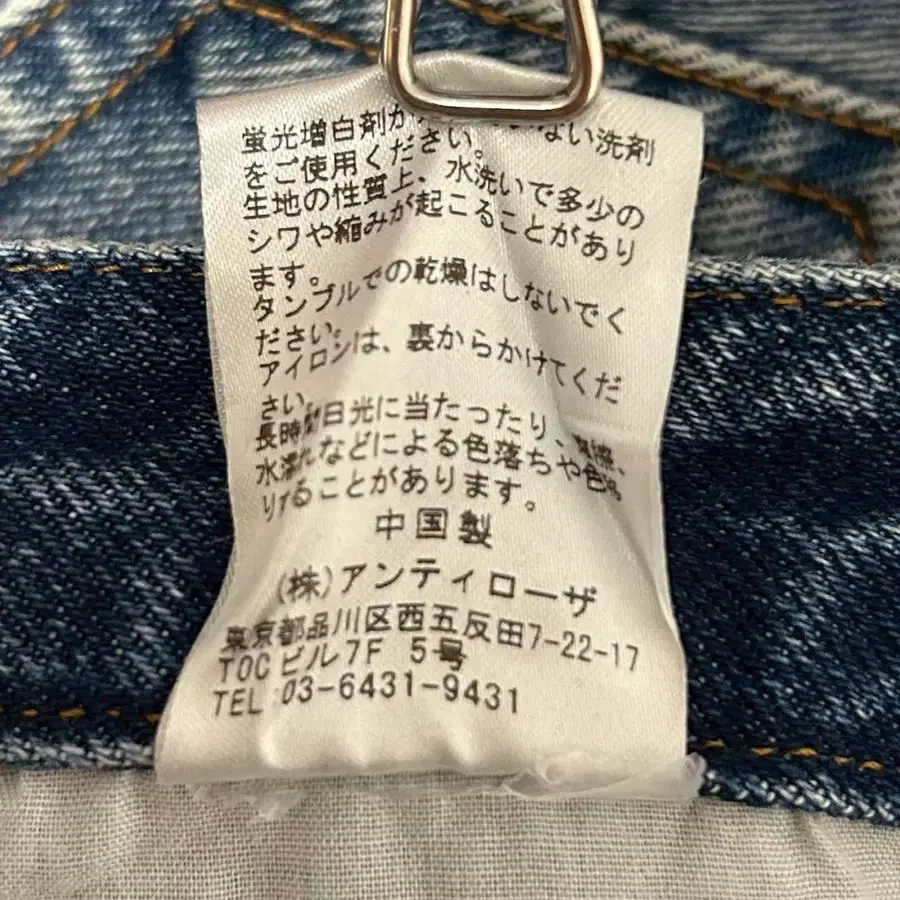 蛍光増白剤が ない洗剤
をご使用ください。
生地の性質上、水洗いで多少の
シワや縮みが起こることがあり
ます。
タンブルでの乾燥はしないでく
ださい。
アイロンは、裏からかけてくだ
さい。
長時間日光に当たったり、
水濡れなどによる色落ちや色
りすることがあります。
中国製
(株)アンティローザ
東京都品川区西五反田7-22-17
TOCビル7F 5号
TEL:03-6431-9431